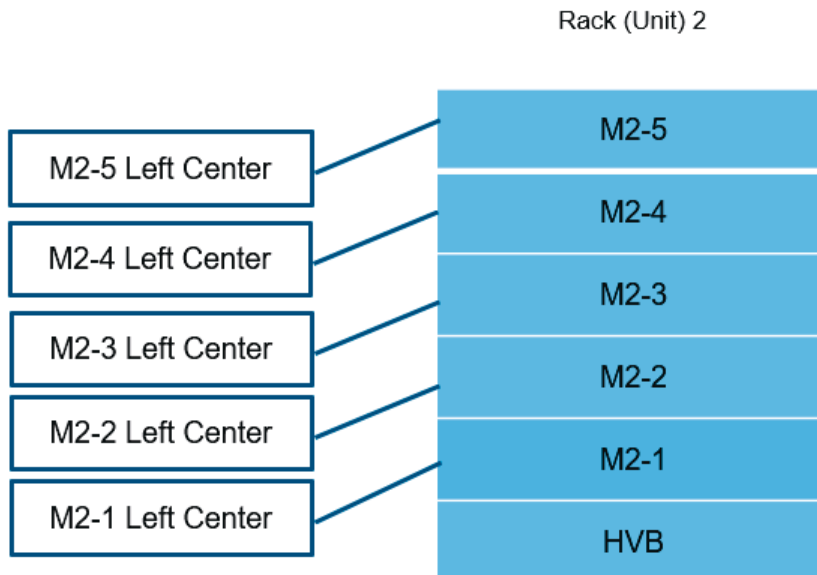 Rack (Unit) 2
M2-5
M2-5 Left Center
M2-4
M2-4 Left Center
M2-3
M2-3 Left Center
M2-2
M2-2 Left Center
M2-1
M2-1 Left Center
HVB